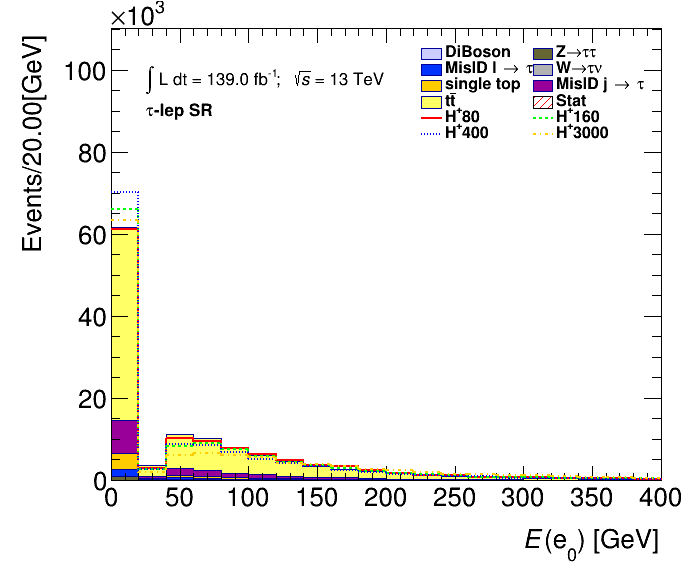 ×10³
Events/20.00[GeV]
100
80
60
40
20
0
∫ L dt = 139.0 fb⁻¹; √s = 13 TeV
τ-lep SR
DiBoson Z→ττ
MisID l → τ W→τν
single top MisID j → τ
tt̄ Stat
H⁺80 H⁺160
H⁺400 H⁺3000
0 50 100 150 200 250 300 350 400
E(e₀) [GeV]